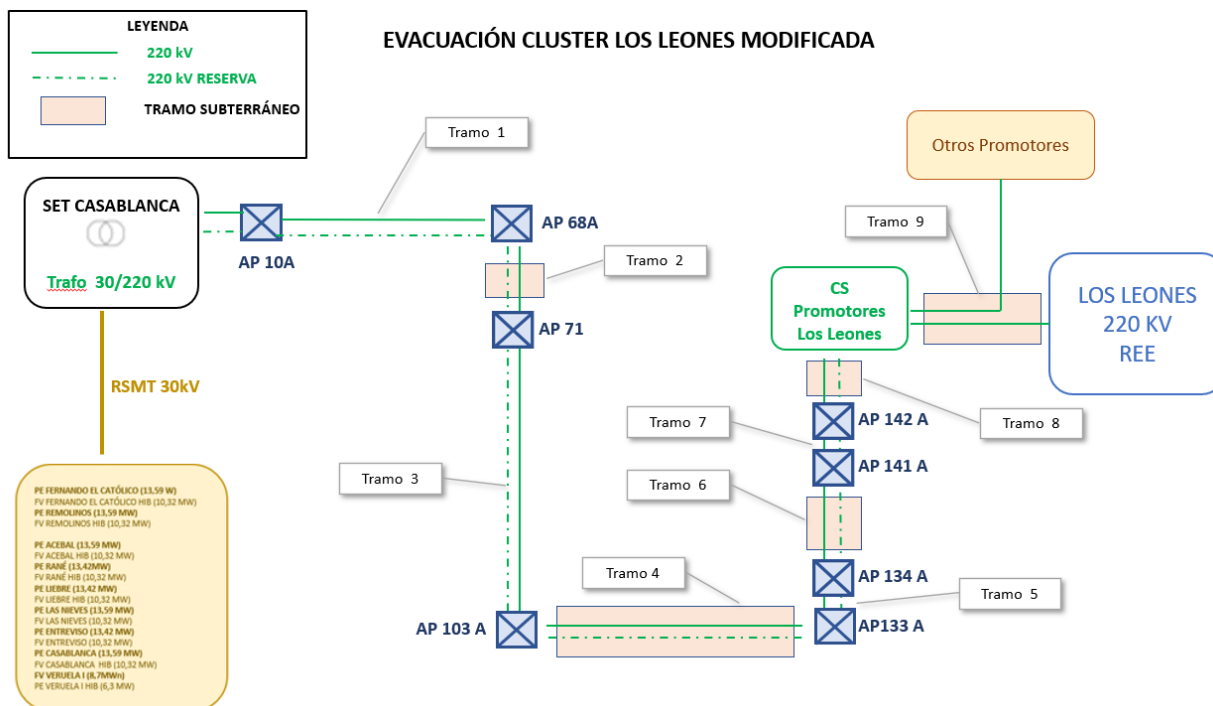 LEYENDA
220 kV
220 kV RESERVA
TRAMO SUBTERRÁNEO
EVACUACIÓN CLUSTER LOS LEONES MODIFICADA
Tramo 1
Otros Promotores
SET CASABLANCA
Trafo 30/220 kV
AP 10A
AP 68A
Tramo 2
Tramo 9
AP 71
CS
Promotores
Los Leones
LOS LEONES
220 KV
REE
RSMT 30kV
Tramo 7
AP 142 A
Tramo 8
AP 141 A
Tramo 3
Tramo 6
PE FERNANDO EL CATÓLICO (13,59 W)
FV FERNANDO EL CATÓLICO HIB (10,32 MW)
PE REMOLINOS (13,59 MW)
FV REMOLINOS HIB (10,32 MW)
PE ACEBAL (13,59 MW)
FV ACEBAL HIB (10,32 MW)
PE RANÉ (13,42MW)
FV RANÉ HIB (10,32 MW)
PE LIEBRE (13,42 MW)
FV LIEBRE HIB (10,32 MW)
PE LAS NIEVES (13,59 MW)
FV LAS NIEVES (10,32 MW)
PE ENTREVISO (13,42 MW)
FV ENTREVISO (10,32 MW)
PE CASABLANCA (13,59 MW)
FV CASABLANCA HIB (10,32 MW)
FV VERUELA I (8,7MWn)
PE VERUELA I HIB (6,3 MW)
Tramo 4
AP 134 A
Tramo 5
AP 103 A
AP133 A